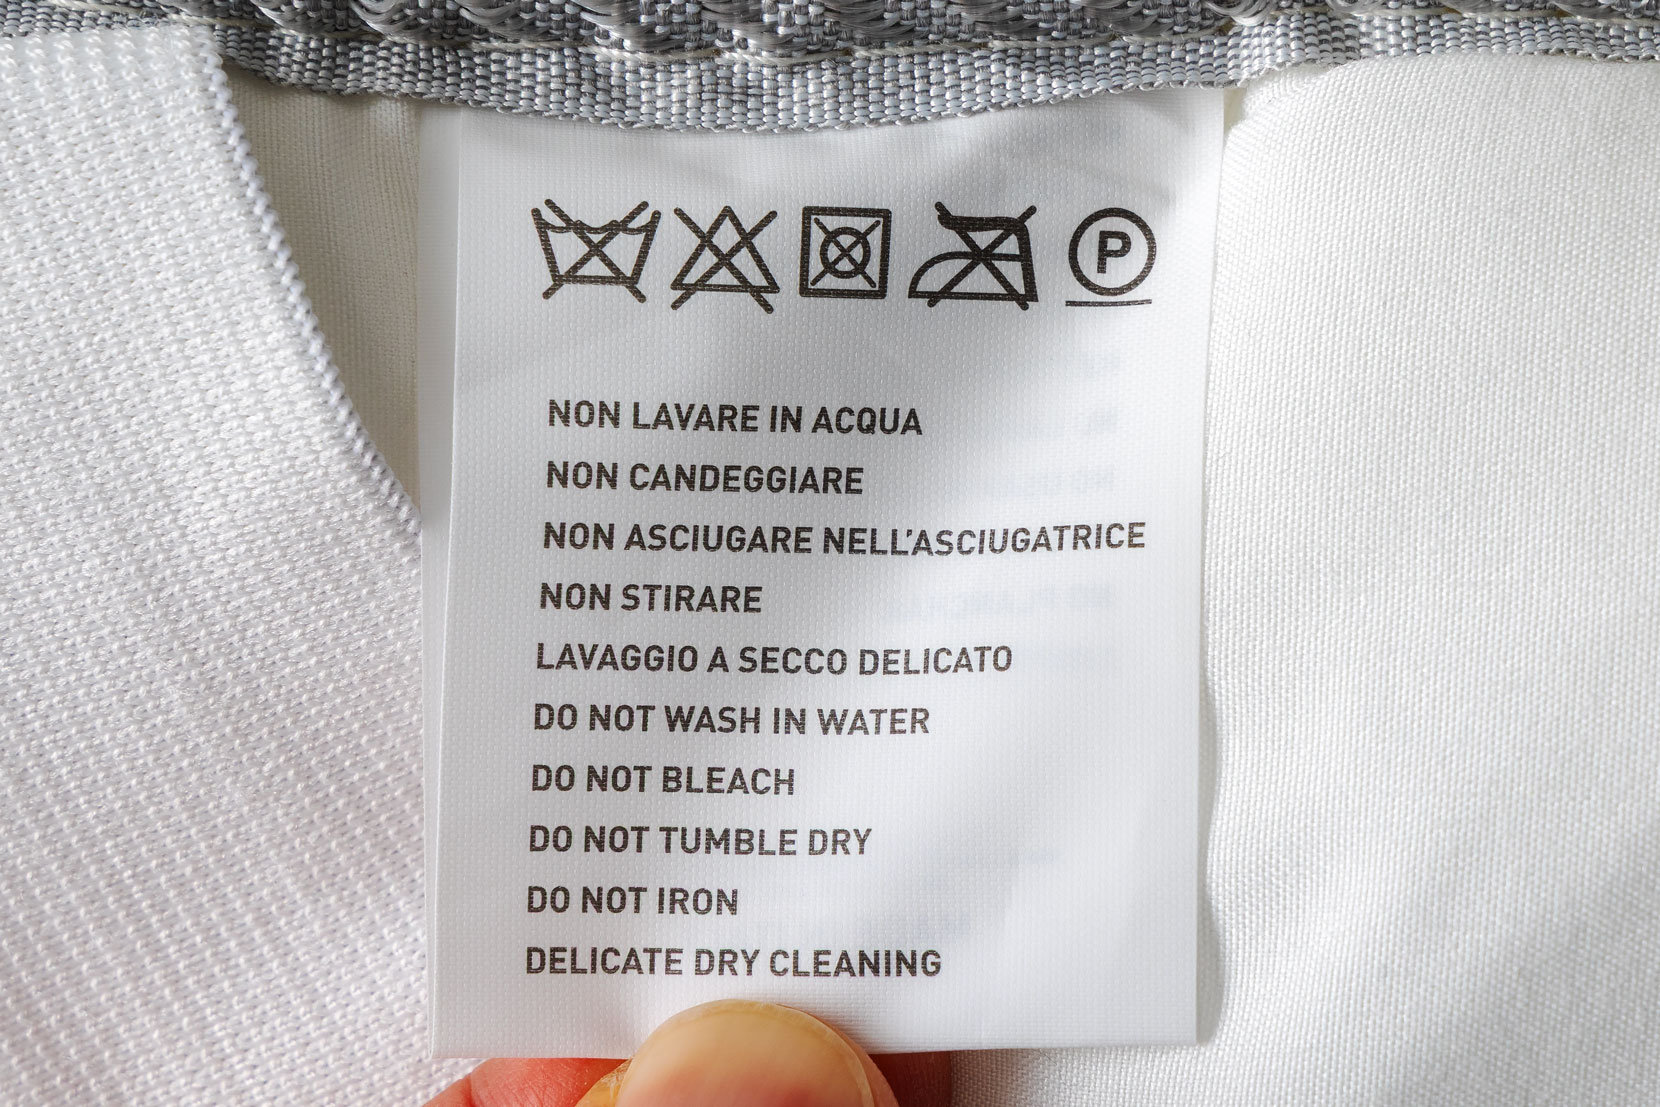 P
NON LAVARE IN ACQUA
NON CANDEGGIARE
NON ASCIUGARE NELL'ASCIUGATRICE
NON STIRARE
LAVAGGIO A SECCO DELICATO
DO NOT WASH IN WATER
DO NOT BLEACH
DO NOT TUMBLE DRY
DO NOT IRON
DELICATE DRY CLEANING